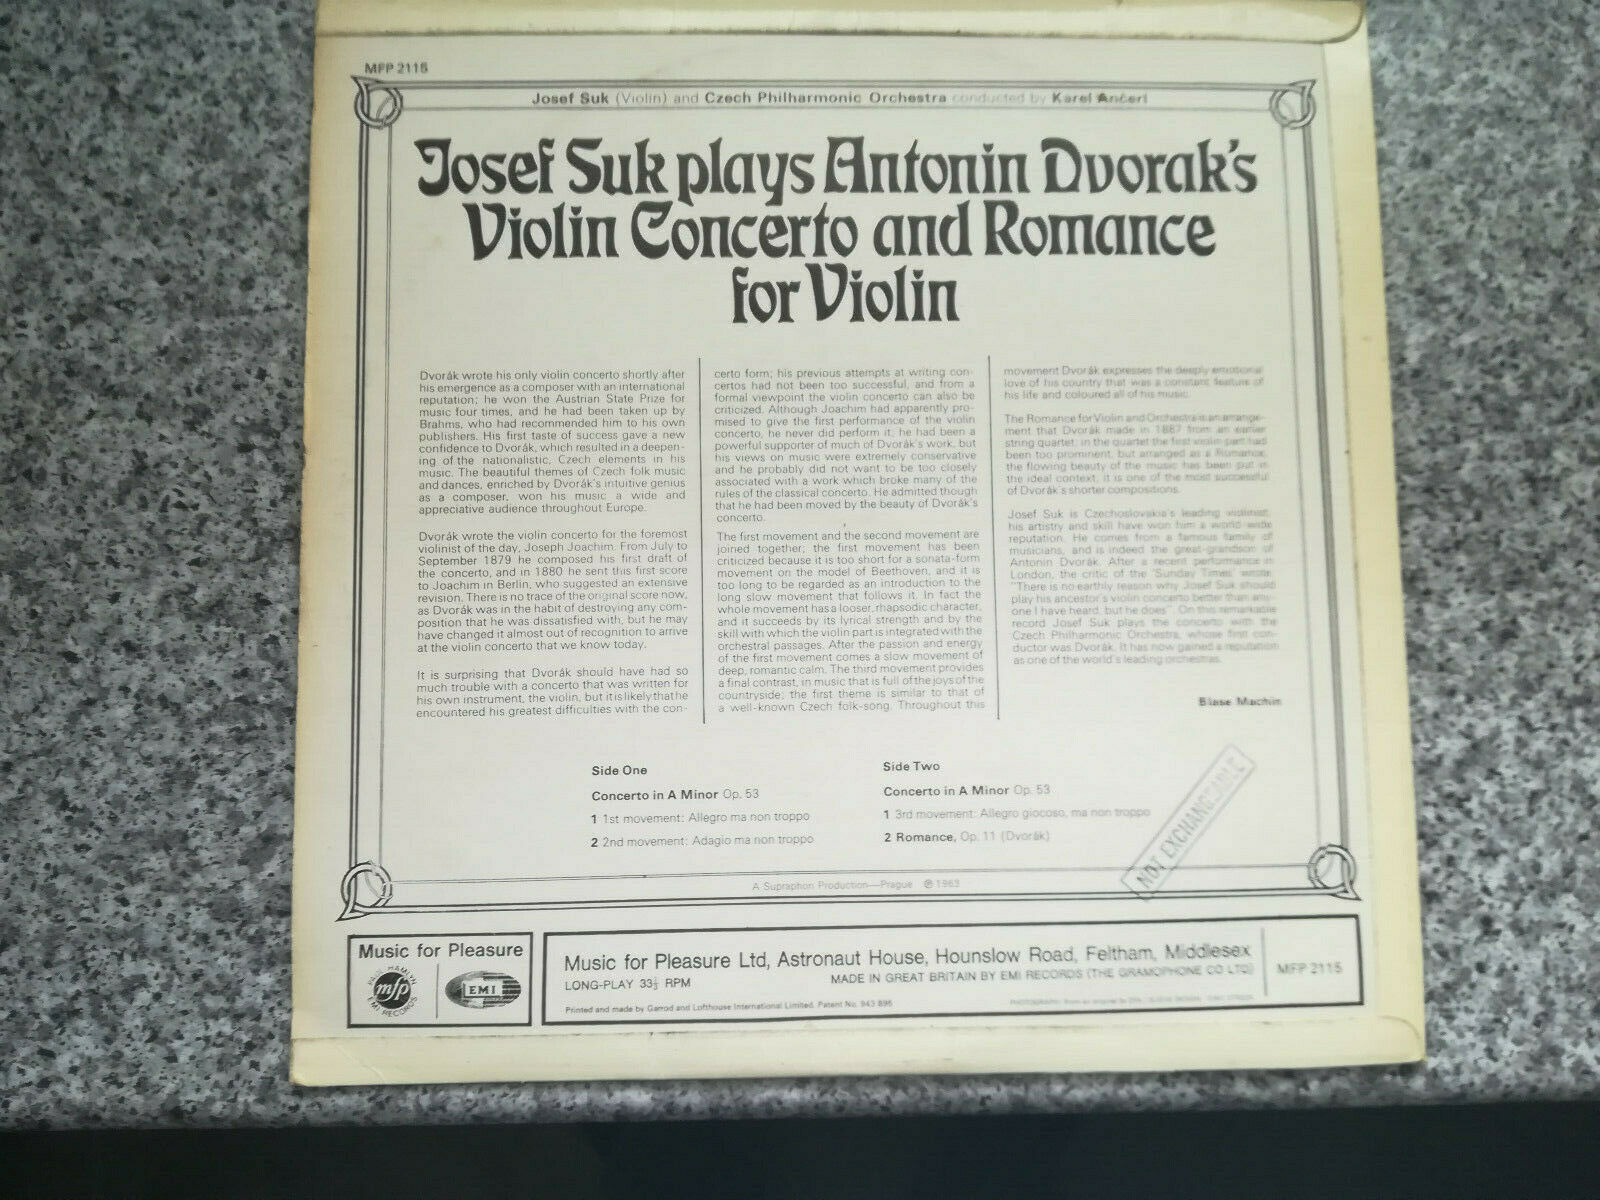 MFP 2115
Josef Suk (Violin) and Czech Philharmonic Orchestra conducted by Karel Ančerl
Josef Suk plays Antonin Dvorak's
Violin Concerto and Romance
for Violin
Dvorák wrote his only violin concerto shortly after
his emergence as a composer with an international
reputation; he won the Austrian State Prize for
music four times, and he had been taken up by
Brahms, who had recommended him to his own
publishers. His first taste of success gave a new
confidence to Dvorák, which resulted in a deepen-
ing of the nationalistic, Czech elements in his
music. The beautiful themes of Czech folk music
and dances, enriched by Dvorák's intuitive genius
as a composer, won his music a wide and
appreciative audience throughout Europe.
Dvorák wrote the violin concerto for the foremost
violinist of the day, Joseph Joachim. From July to
September 1879 he composed his first draft of
the concerto, and in 1880 he sent this first score
to Joachim in Berlin, who suggested an extensive
revision. There is no trace of the original score now,
as Dvorák was in the habit of destroying any com-
position that he was dissatisfied with, but he may
have changed it almost out of recognition to arrive
at the violin concerto that we know today.
It is surprising that Dvorák should have had so
much trouble with a concerto that was written for
his own instrument, the violin, but it is likely that he
encountered his greatest difficulties with the con-
certo form; his previous attempts at writing con-
certos had not been too successful, and from a
formal viewpoint the violin concerto can also be
criticized. Although Joachim had apparently pro-
mised to give the first performance of the violin
concerto, he never did perform it; he had been a
powerful supporter of much of Dvorák's work, but
his views on music were extremely conservative
and he probably did not want to be too closely
associated with a work which broke many of the
rules of the classical concerto. He admitted though
that he had been moved by the beauty of Dvorák's
concerto.
The first movement and the second movement are
joined together; the first movement has been
criticized because it is too short for a sonata-form
movement on the model of Beethoven, and it is
too long to be regarded as an introduction to the
long slow movement that follows it. In fact the
whole movement has a looser, rhapsodic character,
and it succeeds by its lyrical strength and by the
skill with which the violin part is integrated with the
orchestral passages. After the passion and energy
of the first movement comes a slow movement of
deep, romantic calm. The third movement provides
a final contrast, in music that is full of the joys of the
countryside; the first theme is similar to that of
a well-known Czech folk-song. Throughout this
movement Dvorák expresses the deeply emotional
love of his country that was a constant feature of
his life and coloured all of his music.
The Romance for Violin and Orchestra is an arrange-
ment that Dvorák made in 1887 from an earlier
string quartet; in the quartet the first violin part had
been too prominent, but arranged as a Romance,
the flowing beauty of the music has been put in
the ideal context; it is one of the most successful
of Dvorák's shorter compositions.
Josef Suk is Czechoslovakia's leading violinist;
his artistry and skill have won him a world wide
reputation. He comes from a famous family of
musicians, and is indeed the great-grandson of
Antonin Dvorák. After a recent performance in
London, the critic of the 'Sunday Times' wrote
"There is no earthly reason why Josef Suk should
play his ancestor's violin concerto better than any-
one I have heard, but he does". On this remarkable
record Josef Suk plays the concerto with the
Czech Philharmonic Orchestra, whose first con-
ductor was Dvorák. It has now gained a reputation
as one of the world's leading orchestras.
Blase Machin
Side One
Concerto in A Minor Op. 53
1 1st movement: Allegro ma non troppo
2 2nd movement: Adagio ma non troppo
Side Two
Concerto in A Minor Op. 53
1 3rd movement: Allegro giocoso, ma non troppo
2 Romance, Op. 11 (Dvorák)
NOT EXCHANGEABLE
A Supraphon Production—Prague ℗ 1963
Music for Pleasure
PAUL HAMLYN
mfp
EMI RECORDS
EMI
Music for Pleasure Ltd, Astronaut House, Hounslow Road, Feltham, Middlesex
LONG-PLAY 33⅓ RPM
MADE IN GREAT BRITAIN BY EMI RECORDS (THE GRAMOPHONE CO LTD)
Printed and made by Garrod and Lofthouse International Limited. Patent No. 943 895
MFP 2115